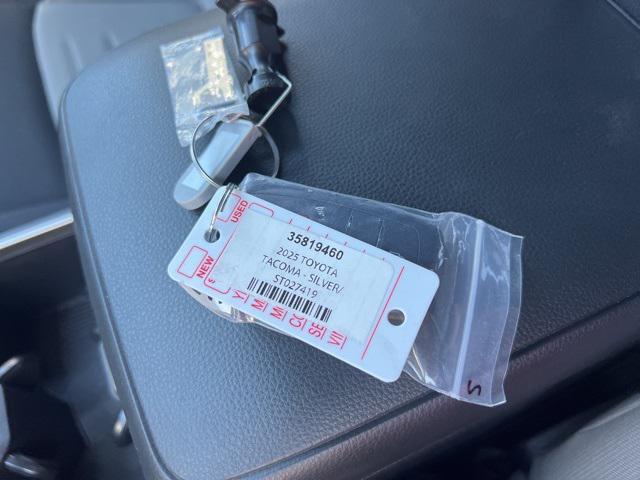 USED
NEW
35819460
2025 TOYOTA
TACOMA - SILVER/
ST027419
S